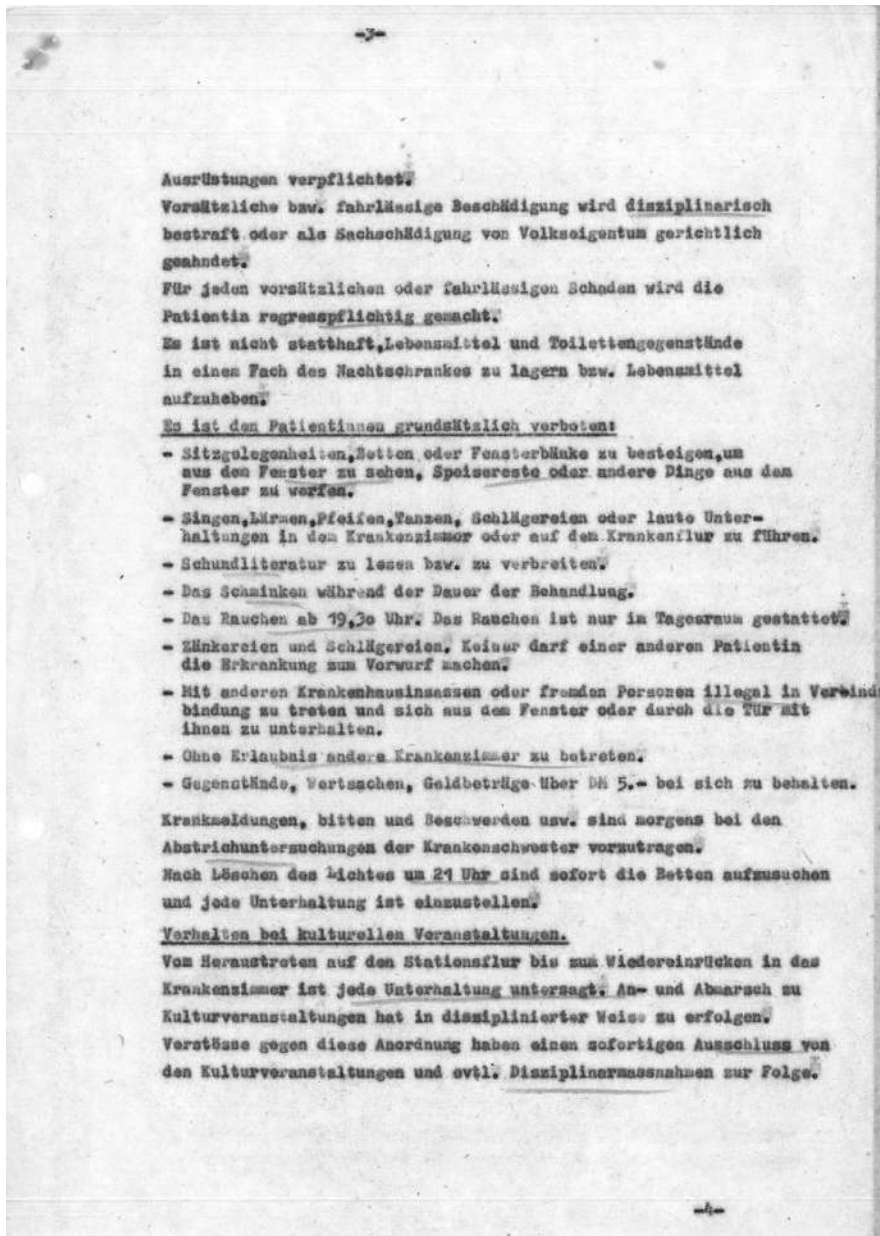 -3-
Ausrüstungen verpflichtet.
Vorsätzliche bzw. fahrlässige Beschädigung wird disziplinarisch
bestraft oder als Sachschädigung von Volkseigentum gerichtlich
geahndet.
Für jeden vorsätzlichen oder fahrlässigen Schaden wird die
Patientin regresspflichtig gemacht.
Es ist nicht statthaft,Lebensmittel und Toilettengegenstände
in einem Fach des Nachtschrankes zu lagern bzw. Lebensmittel
aufzuheben.
Es ist den Patientinnen grundsätzlich verboten:
- Sitzgelegenheiten,Betten oder Fensterbänke zu besteigen,um
aus dem Fenster zu sehen, Speisereste oder andere Dinge aus dem
Fenster zu werfen.
- Singen,Lärmen,Pfeifen,Tanzen, Schlägereien oder laute Unter-
haltungen in dem Krankenzimmer oder auf dem Krankenflur zu führen.
- Schundliteratur zu lesen bzw. zu verbreiten.
- Das Schminken während der Dauer der Behandlung.
- Das Rauchen ab 19,30 Uhr. Das Rauchen ist nur im Tagesraum gestattet.
- Zänkereien und Schlägereien. Keiner darf einer anderen Patientin
die Erkrankung zum Vorwurf machen.
- Mit anderen Krankenhausinsassen oder fremden Personen illegal in Verbind
bindung zu treten und sich aus dem Fenster oder durch die Tür mit
ihnen zu unterhalten.
- Ohne Erlaubnis andere Krankenzimmer zu betreten.
- Gegenstände, Wertsachen, Geldbeträge über DM 5.- bei sich zu behalten.
Krankmeldungen, bitten und Beschwerden usw. sind morgens bei den
Abstrichuntersuchungen der Krankenschwester vorzutragen.
Nach Löschen des Lichtes um 21 Uhr sind sofort die Betten aufzusuchen
und jede Unterhaltung ist einzustellen.
Verhalten bei kulturellen Veranstaltungen.
Vom Heraustreten auf den Stationsflur bis zum Wiedereinrücken in das
Krankenzimmer ist jede Unterhaltung untersagt. An- und Abmarsch zu
Kulturveranstaltungen hat in disziplinierter Weise zu erfolgen.
Verstösse gegen diese Anordnung haben einen sofortigen Ausschluss von
den Kulturveranstaltungen und evtl. Disziplinarmassnahmen zur Folge.
-4-